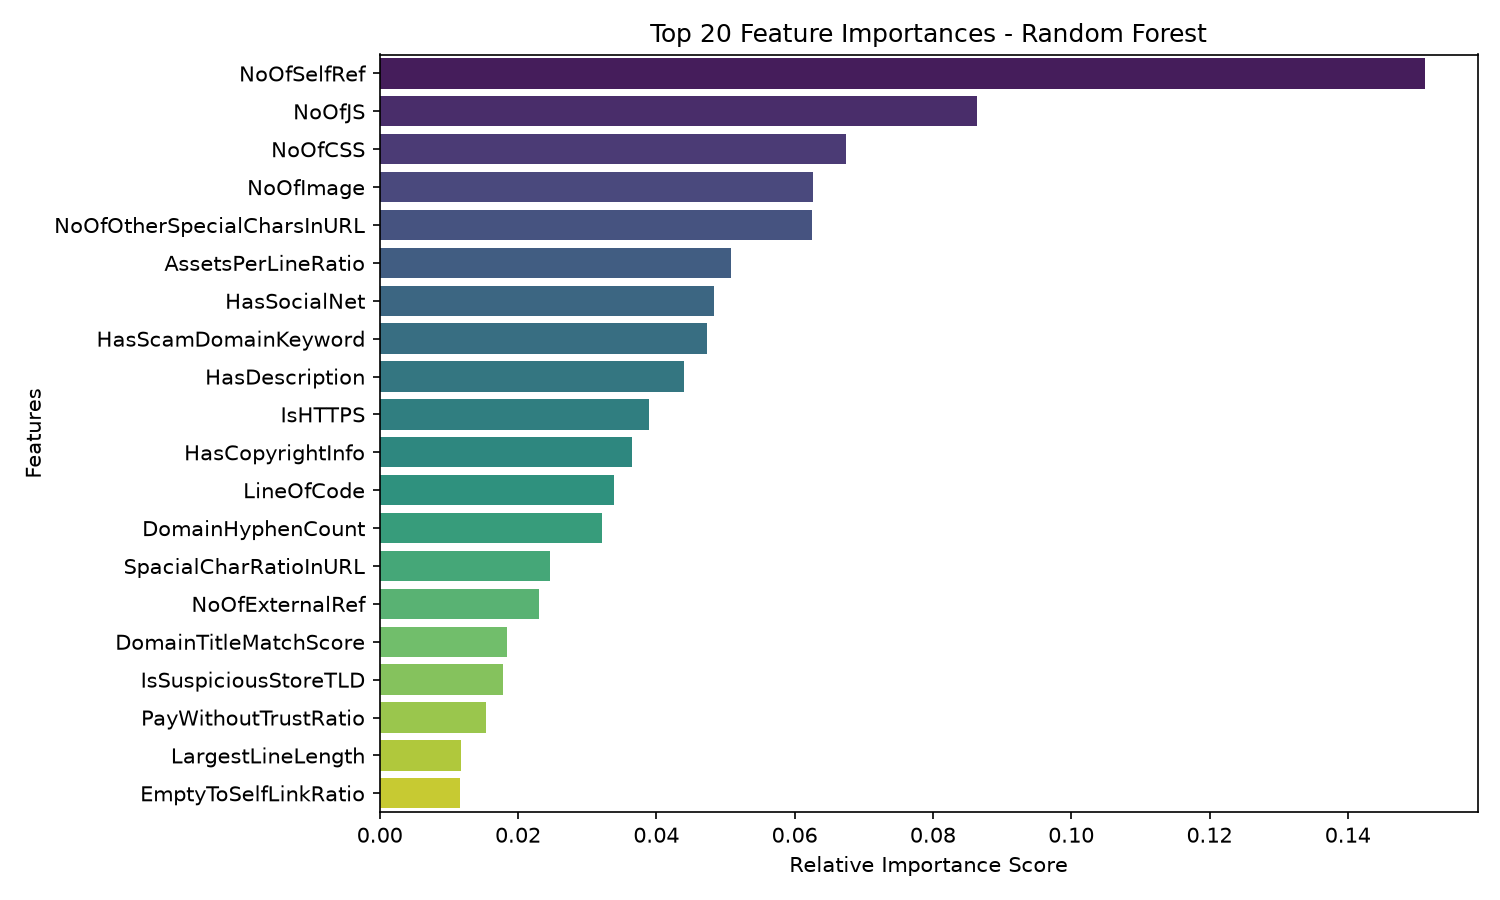 Top 20 Feature Importances - Random Forest
NoOfSelfRef
NoOfJS
NoOfCSS
NoOfImage
NoOfOtherSpecialCharsInURL
AssetsPerLineRatio
HasSocialNet
HasScamDomainKeyword
HasDescription
IsHTTPS
HasCopyrightInfo
LineOfCode
DomainHyphenCount
SpacialCharRatioInURL
NoOfExternalRef
DomainTitleMatchScore
IsSuspiciousStoreTLD
PayWithoutTrustRatio
LargestLineLength
EmptyToSelfLinkRatio
Features
0.00 0.02 0.04 0.06 0.08 0.10 0.12 0.14
Relative Importance Score